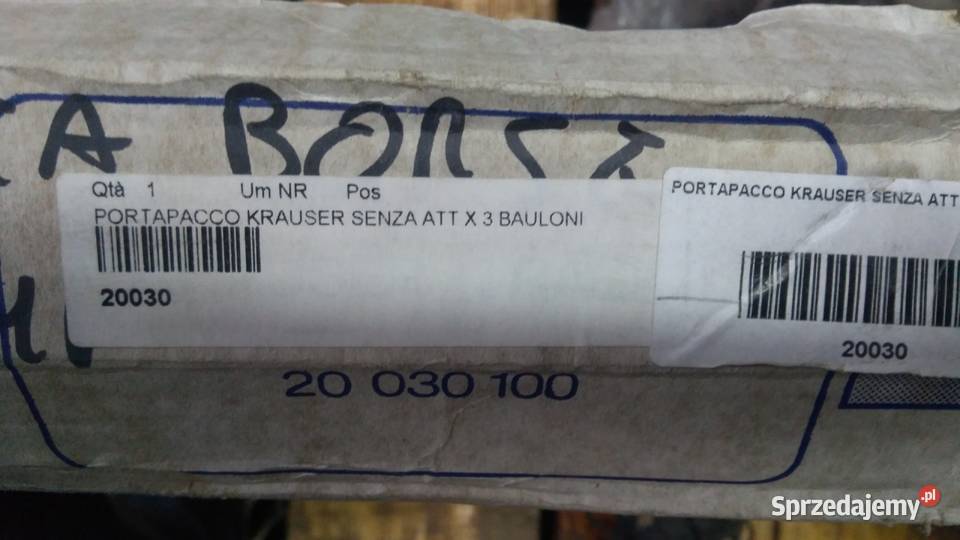 A BORSE
Qtà 1 Um NR Pos
PORTAPACCO KRAUSER SENZA ATT X 3 BAULONI
20030
PORTAPACCO KRAUSER SENZA ATT
20030
20 030 100
Sprzedajemy.pl